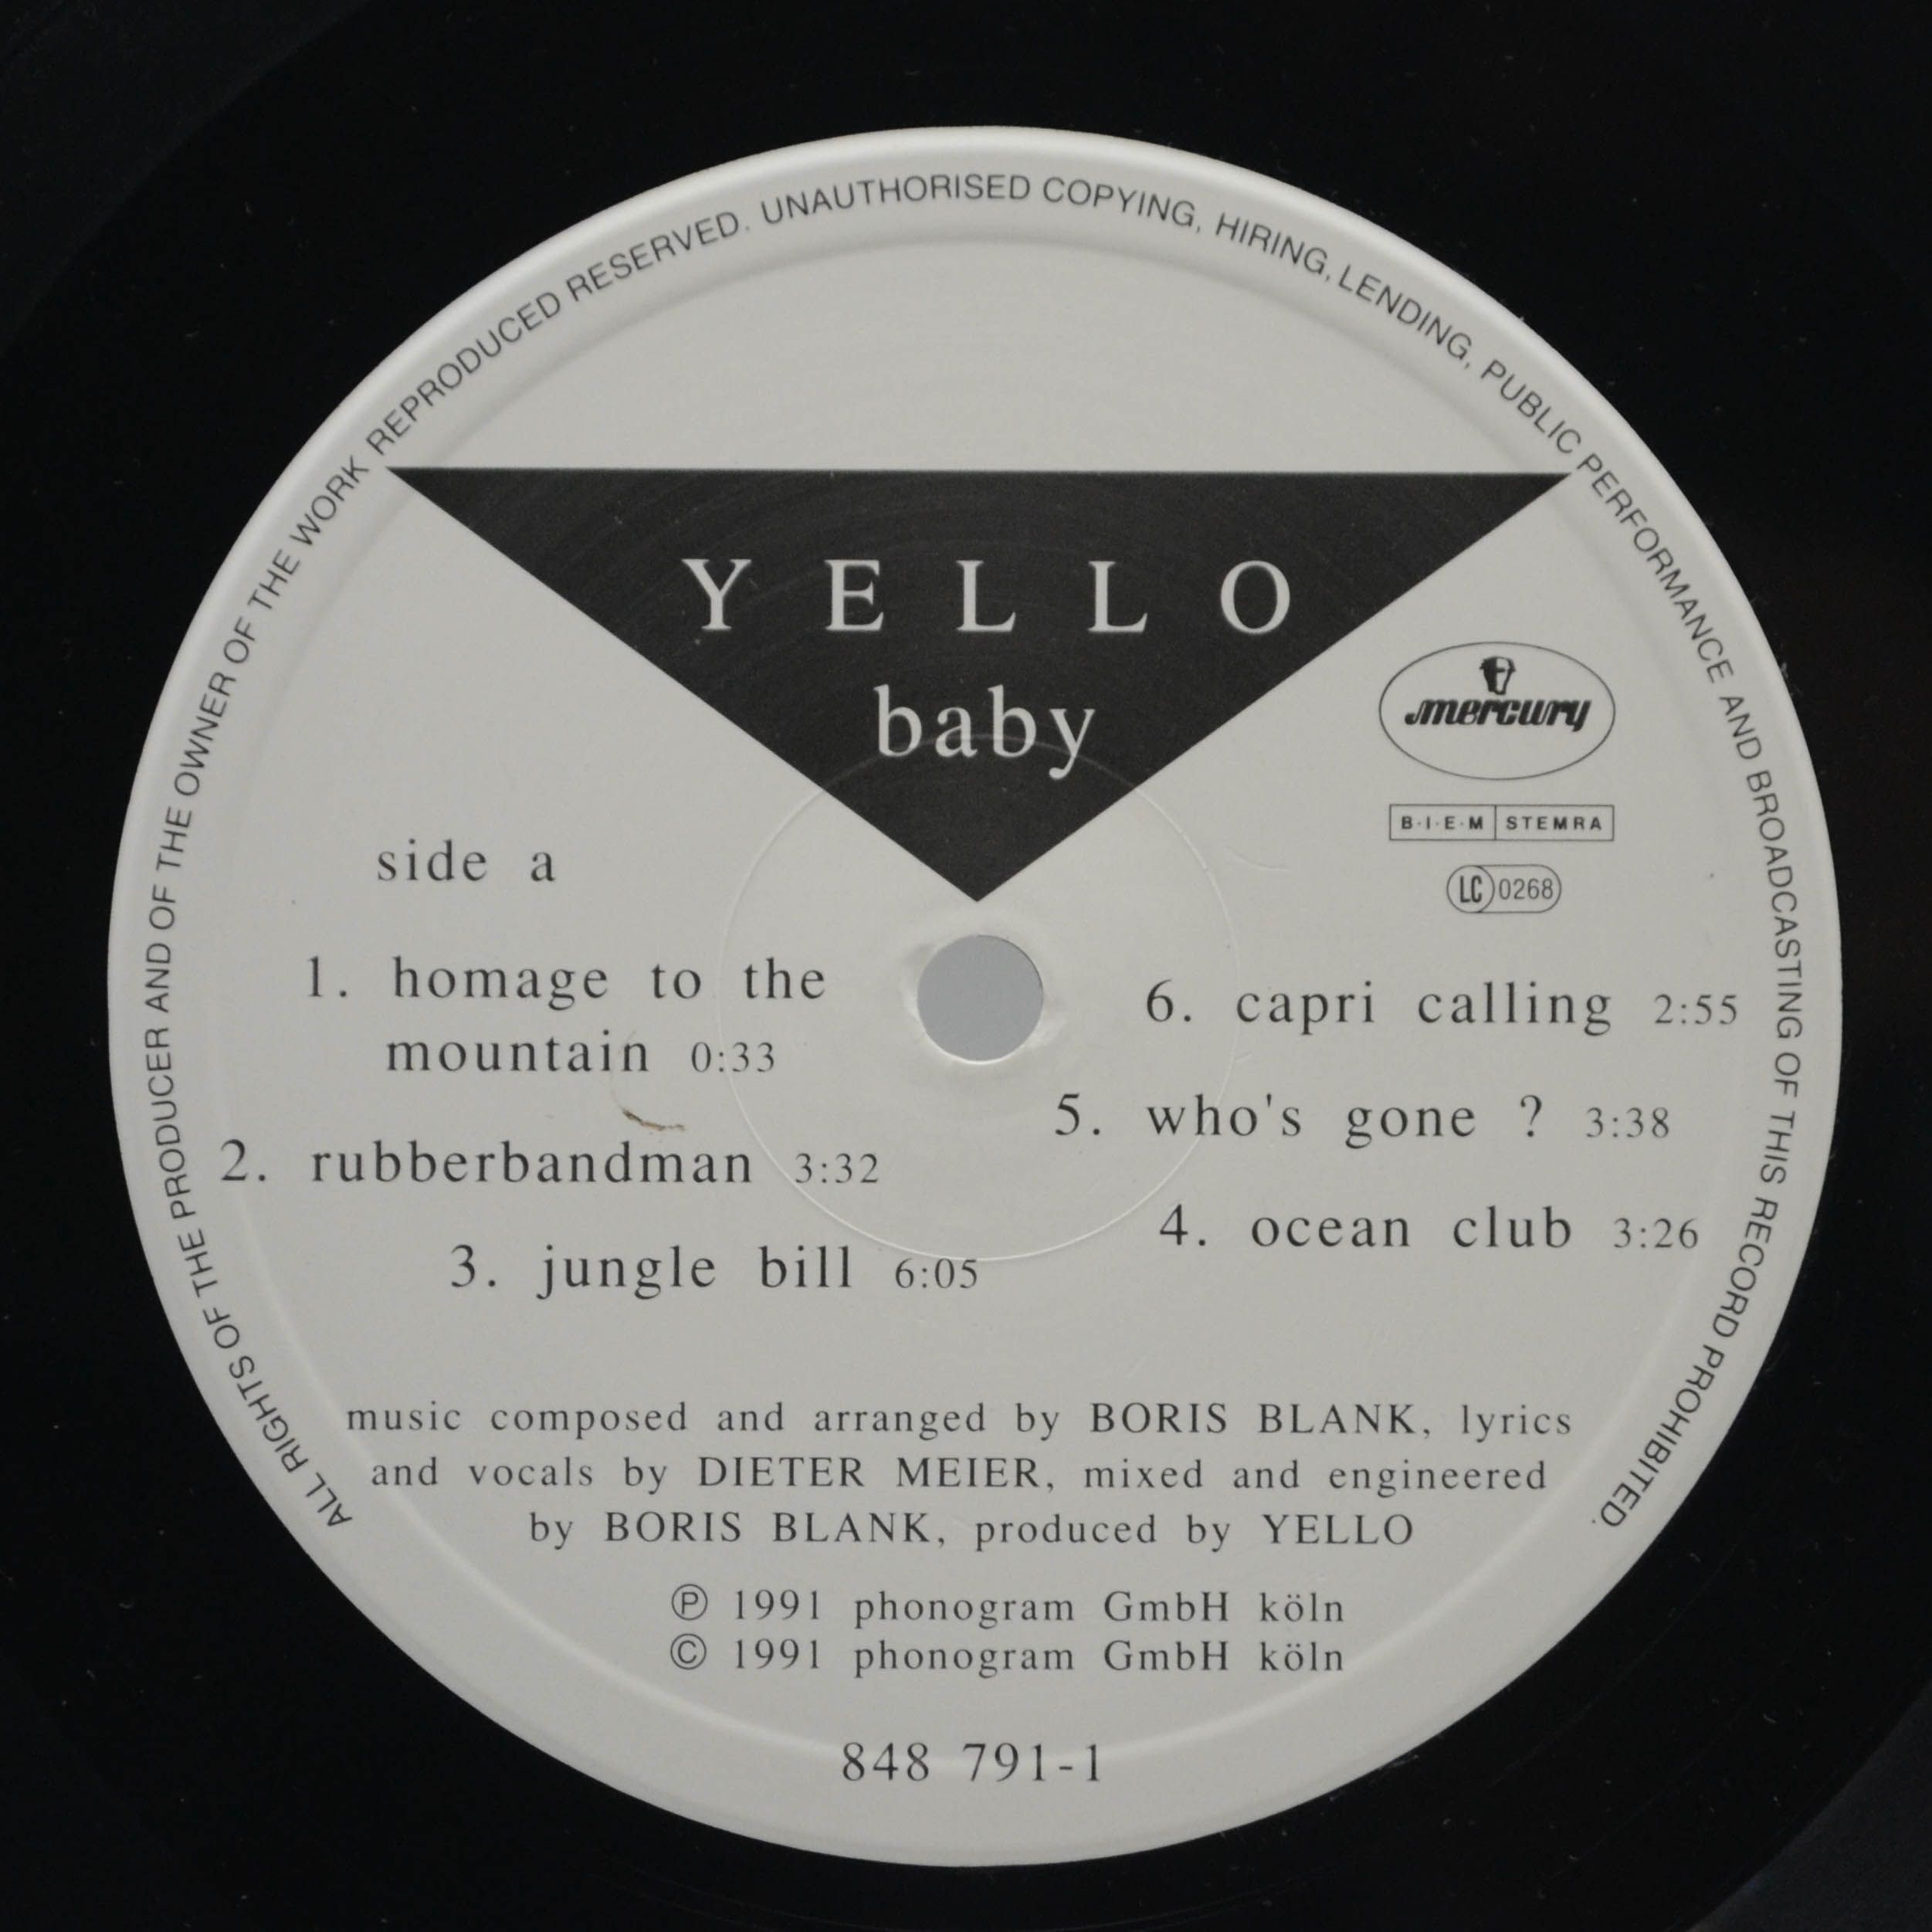 ALL RIGHTS OF THE PRODUCER AND OF THE OWNER OF THE WORK REPRODUCED RESERVED. UNAUTHORISED COPYING, HIRING, LENDING, PUBLIC PERFORMANCE AND BROADCASTING OF THIS RECORD PROHIBITED.
YELLO
baby
mercury
B·I·E·M STEMRA
LC 0268
side a
1. homage to the
mountain 0:33
2. rubberbandman 3:32
3. jungle bill 6:05
6. capri calling 2:55
5. who's gone ? 3:38
4. ocean club 3:26
music composed and arranged by BORIS BLANK, lyrics
and vocals by DIETER MEIER, mixed and engineered
by BORIS BLANK, produced by YELLO
℗ 1991 phonogram GmbH köln
© 1991 phonogram GmbH köln
848 791-1